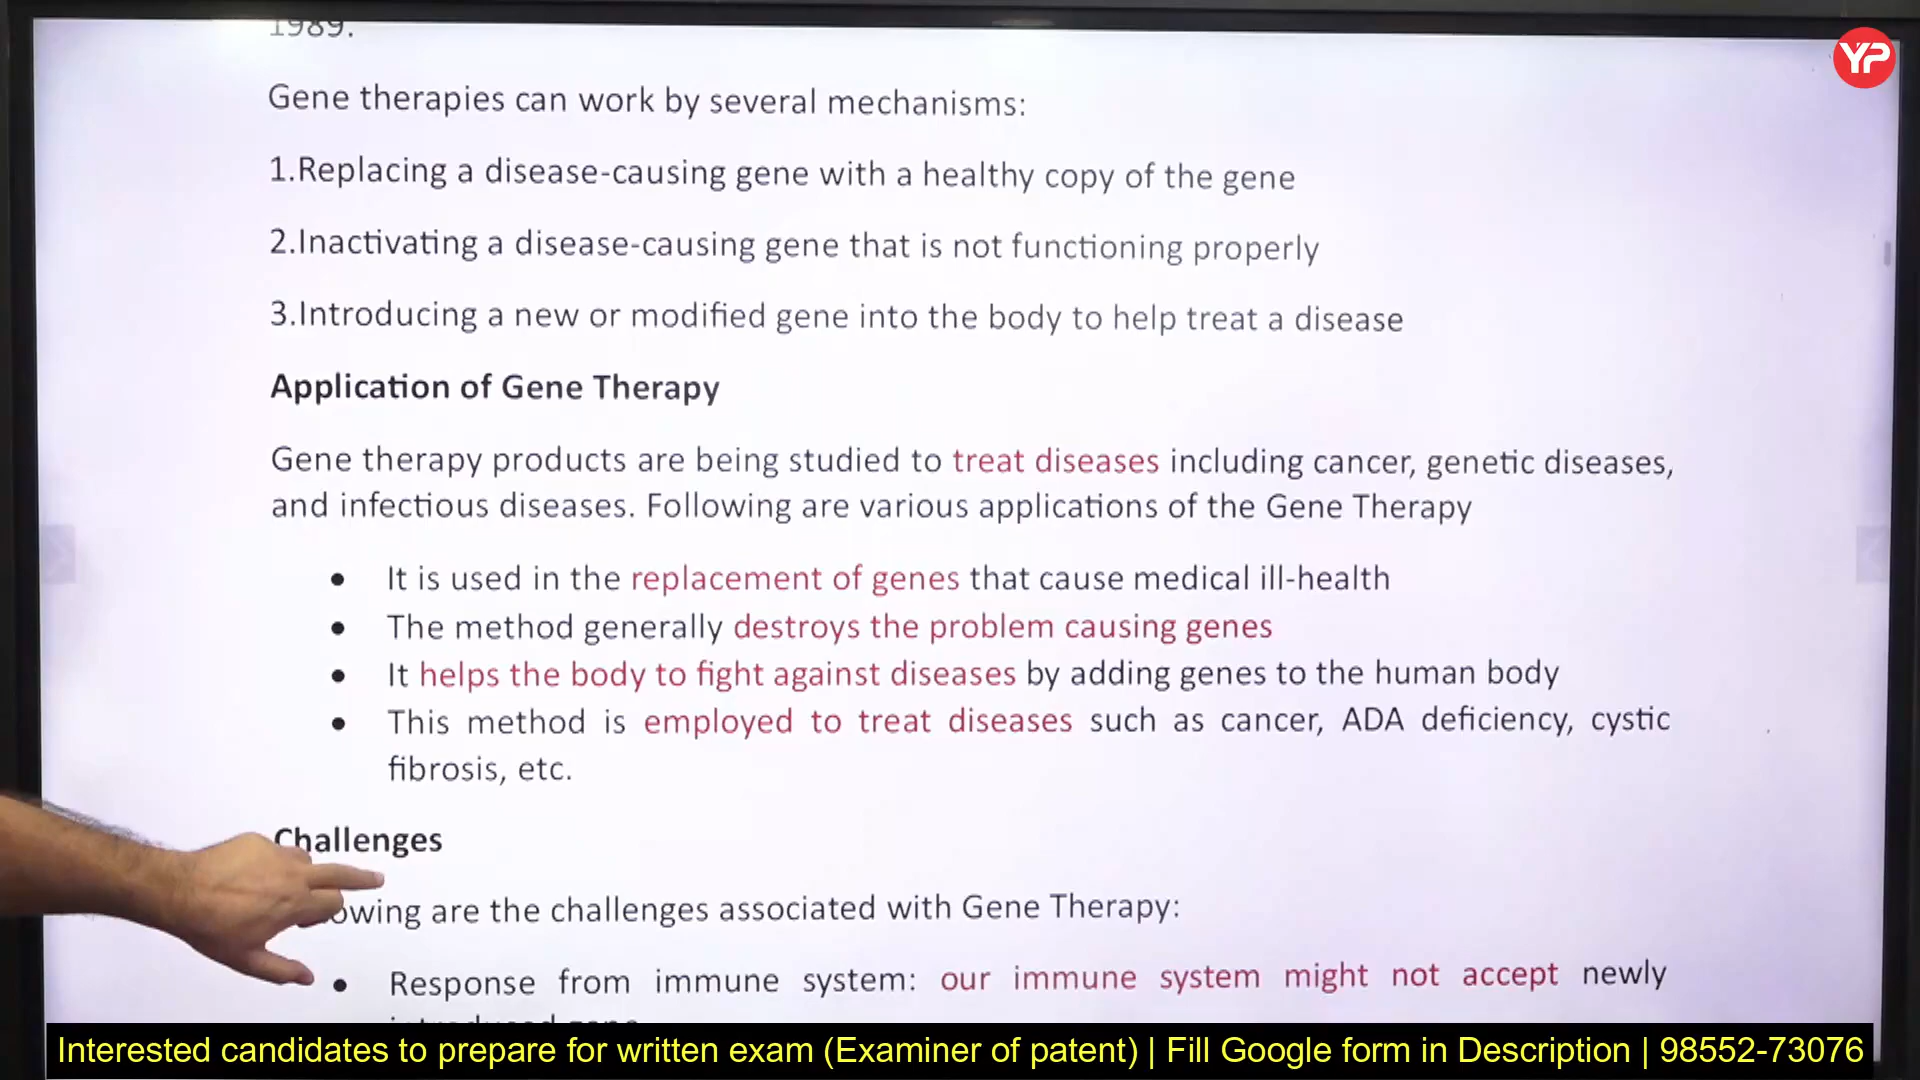 1989.
YP
Gene therapies can work by several mechanisms:
1.Replacing a disease-causing gene with a healthy copy of the gene
2.Inactivating a disease-causing gene that is not functioning properly
3.Introducing a new or modified gene into the body to help treat a disease
Application of Gene Therapy
Gene therapy products are being studied to treat diseases including cancer, genetic diseases,
and infectious diseases. Following are various applications of the Gene Therapy
• It is used in the replacement of genes that cause medical ill-health
• The method generally destroys the problem causing genes
• It helps the body to fight against diseases by adding genes to the human body
• This method is employed to treat diseases such as cancer, ADA deficiency, cystic
fibrosis, etc.
Challenges
owing are the challenges associated with Gene Therapy:
• Response from immune system: our immune system might not accept newly
Interested candidates to prepare for written exam (Examiner of patent) | Fill Google form in Description | 98552-73076